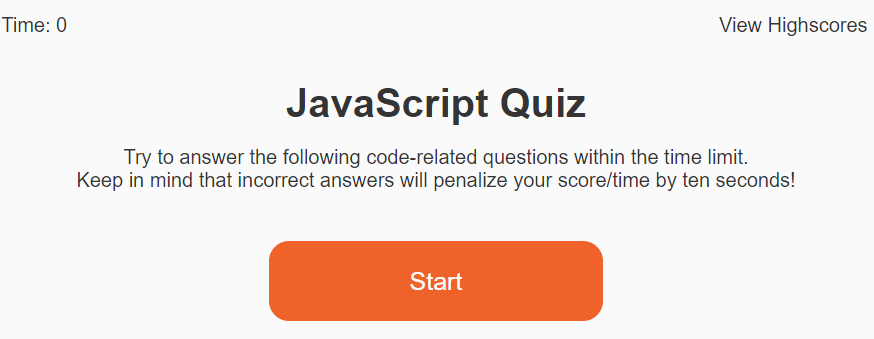 Time: 0
View Highscores
JavaScript Quiz
Try to answer the following code-related questions within the time limit.
Keep in mind that incorrect answers will penalize your score/time by ten seconds!
Start